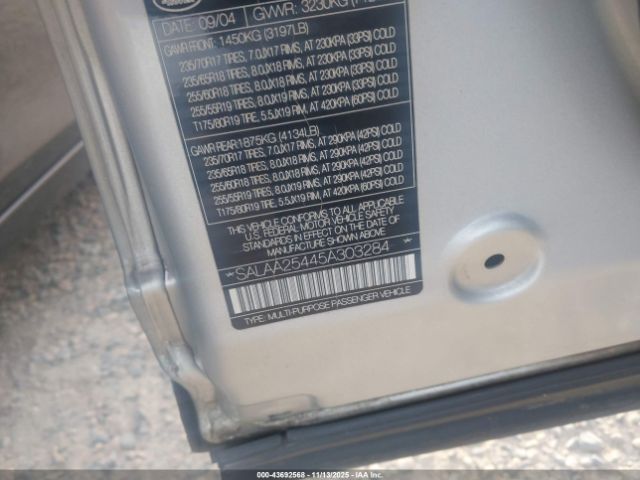 DATE: 09/04 GVWR: 3230KG
GAWR FRONT: 1450KG (3197LB)
235/70R17 TIRES, 7.0JX17 RIMS, AT 230KPA (33PSI) COLD
235/65R18 TIRES, 8.0JX18 RIMS, AT 230KPA (33PSI) COLD
255/60R18 TIRES, 8.0JX18 RIMS, AT 230KPA (33PSI) COLD
255/55R19 TIRES, 8.0JX19 RIMS, AT 230KPA (33PSI) COLD
T175/80R19 TIRE, 5.5JX19 RIM, AT 420KPA (60PSI) COLD
GAWR REAR: 1875KG (4134LB)
235/70R17 TIRES, 7.0JX17 RIMS, AT 290KPA (42PSI) COLD
235/65R18 TIRES, 8.0JX18 RIMS, AT 290KPA (42PSI) COLD
255/60R18 TIRES, 8.0JX18 RIMS, AT 290KPA (42PSI) COLD
255/55R19 TIRES, 8.0JX19 RIMS, AT 290KPA (42PSI) COLD
T175/80R19 TIRE, 5.5JX19 RIM, AT 420KPA (60PSI) COLD
THIS VEHICLE CONFORMS TO ALL APPLICABLE
U.S. FEDERAL MOTOR VEHICLE SAFETY
STANDARDS IN EFFECT ON THE DATE OF
MANUFACTURE SHOWN ABOVE
*SALAA25445A303284*
TYPE: MULTI-PURPOSE PASSENGER VEHICLE
000-43692568 - 11/13/2025 - ©IAA, Inc.